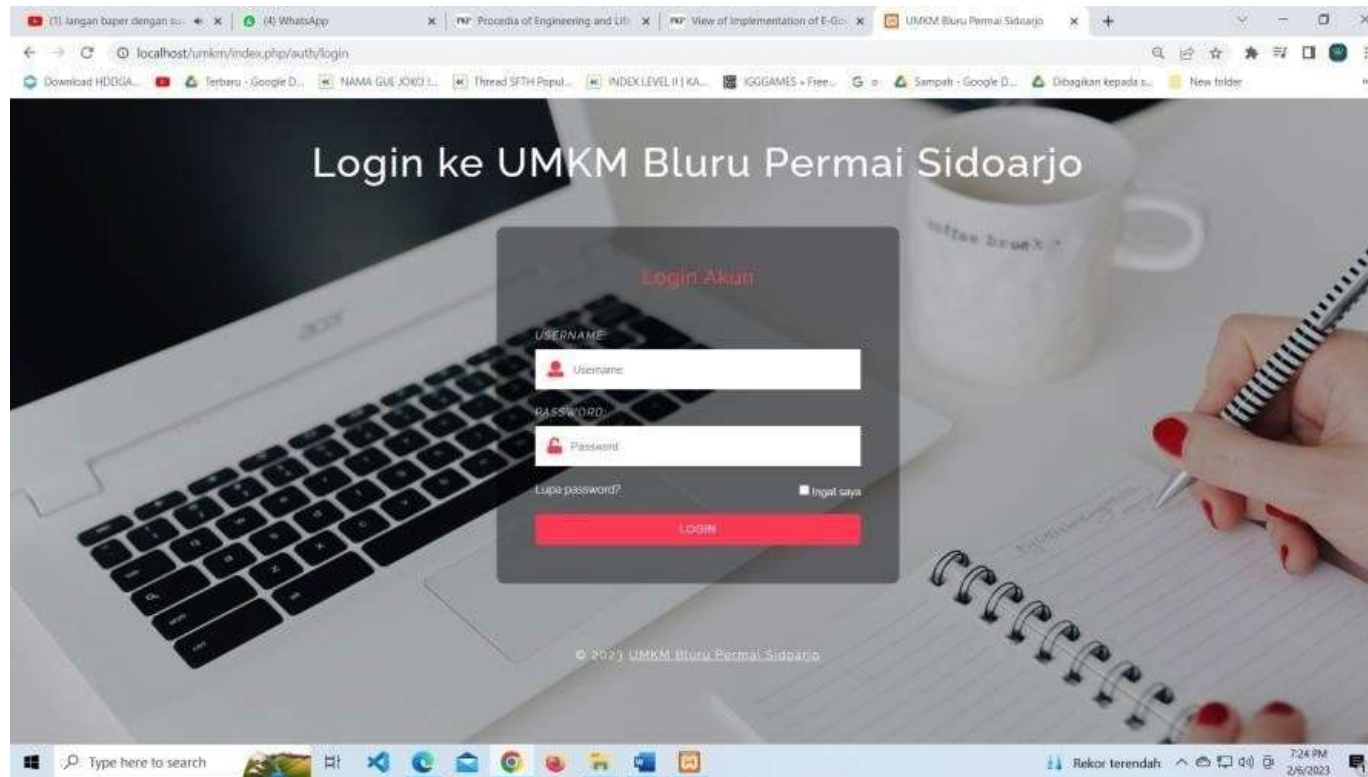 (1) Jangan baper dengan su
(4) WhatsApp
Procedia of Engineering and Life
View of Implementation of E-Go
UMKM Bluru Permai Sidoarjo
localhost/umkm/index.php/auth/login
Download HDDGA...
Terbaru - Google D...
NAMA GUE JOKO !...
Thread SFTH Popul...
INDEX LEVEL II | KA...
IGGGAMES » Free...
Sampah - Google D...
Dibagikan kepada s...
New folder
Login ke UMKM Bluru Permai Sidoarjo
coffee break
Login Akun
acer
USERNAME:
Username
PASSWORD:
Password
Lupa password?
Ingat saya
LOGIN
© 2023 UMKM Bluru Permai Sidoarjo
Type here to search
Rekor terendah
7:24 PM
2/6/2023